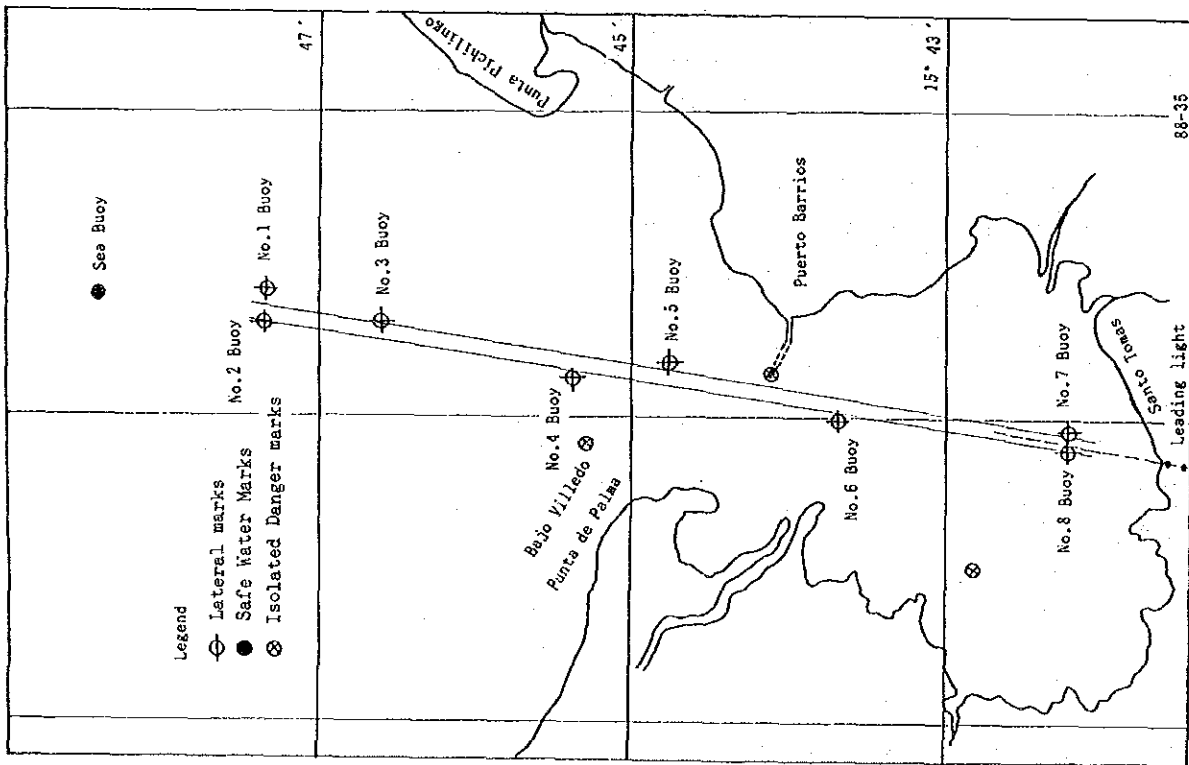 Legend
Lateral marks
Safe Water Marks
Isolated Danger marks
Sea Buoy
No.2 Buoy
No.1 Buoy
47'
Punta Pichilingo
No.3 Buoy
No.4 Buoy
Bajo Villedo
Punta de Palma
45'
No.5 Buoy
Puerto Barrios
No.6 Buoy
15° 43'
No.8 Buoy
No.7 Buoy
Santo Tomas
Leading light
88-35